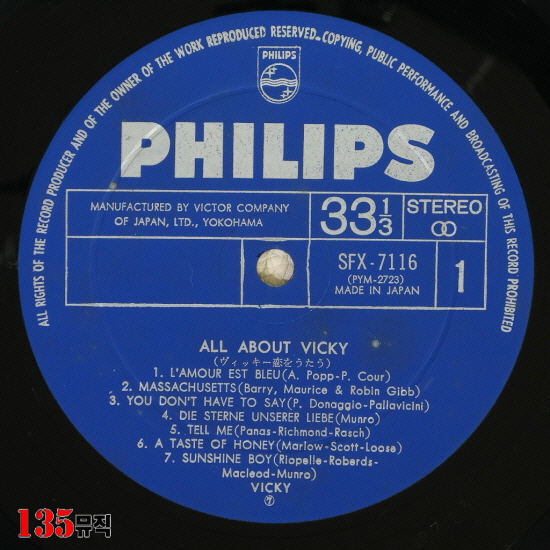 ALL RIGHTS OF THE RECORD PRODUCER AND OF THE OWNER OF THE WORK REPRODUCED RESERVED. COPYING, PUBLIC PERFORMANCE AND BROADCASTING OF THIS RECORD PROHIBITED
PHILIPS
PHILIPS
MANUFACTURED BY VICTOR COMPANY
OF JAPAN, LTD., YOKOHAMA
33 1/3
STEREO
SFX-7116
(PYM-2723)
MADE IN JAPAN
1
ALL ABOUT VICKY
(ヴィッキー恋をうたう)
1. L'AMOUR EST BLEU(A. Popp-P. Cour)
2. MASSACHUSETTS(Barry, Maurice & Robin Gibb)
3. YOU DON'T HAVE TO SAY(P. Donaggio-Pallavicini)
4. DIE STERNE UNSERER LIEBE(Munro)
5. TELL ME(Panas-Richmond-Rasch)
6. A TASTE OF HONEY(Marlow-Scott-Loose)
7. SUNSHINE BOY(Riopelle-Roberds-
Macleod-Munro)
VICKY
135뮤직